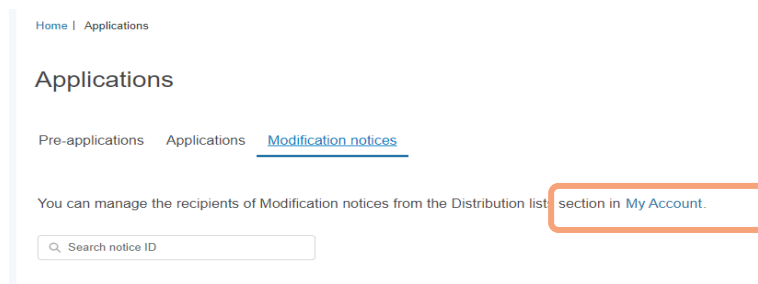 Home | Applications
Applications
Pre-applications Applications Modification notices
You can manage the recipients of Modification notices from the Distribution lists section in My Account.
Search notice ID